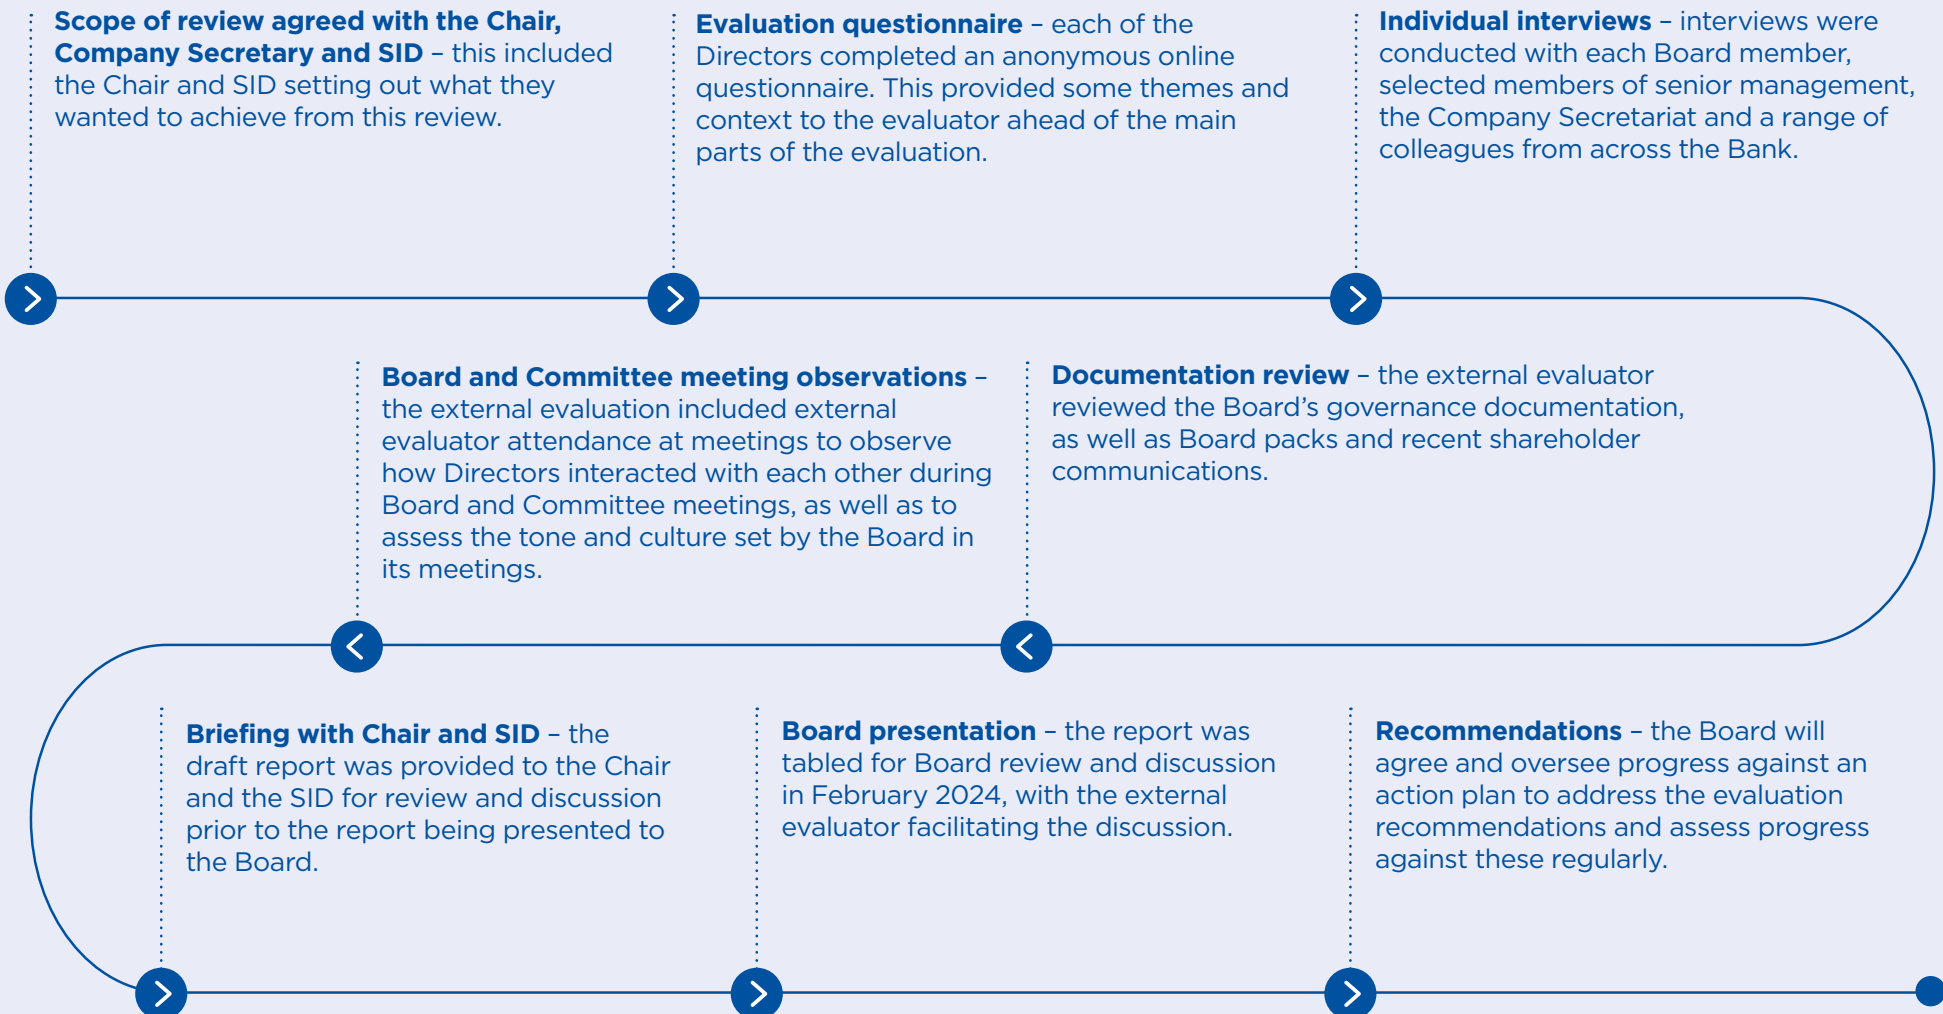 Scope of review agreed with the Chair,
Company Secretary and SID – this included
the Chair and SID setting out what they
wanted to achieve from this review.
Evaluation questionnaire – each of the
Directors completed an anonymous online
questionnaire. This provided some themes and
context to the evaluator ahead of the main
parts of the evaluation.
Individual interviews – interviews were
conducted with each Board member,
selected members of senior management,
the Company Secretariat and a range of
colleagues from across the Bank.
Documentation review – the external evaluator
reviewed the Board’s governance documentation,
as well as Board packs and recent shareholder
communications.
Board and Committee meeting observations –
the external evaluation included external
evaluator attendance at meetings to observe
how Directors interacted with each other during
Board and Committee meetings, as well as to
assess the tone and culture set by the Board in
its meetings.
Briefing with Chair and SID – the
draft report was provided to the Chair
and the SID for review and discussion
prior to the report being presented to
the Board.
Board presentation – the report was
tabled for Board review and discussion
in February 2024, with the external
evaluator facilitating the discussion.
Recommendations – the Board will
agree and oversee progress against an
action plan to address the evaluation
recommendations and assess progress
against these regularly.